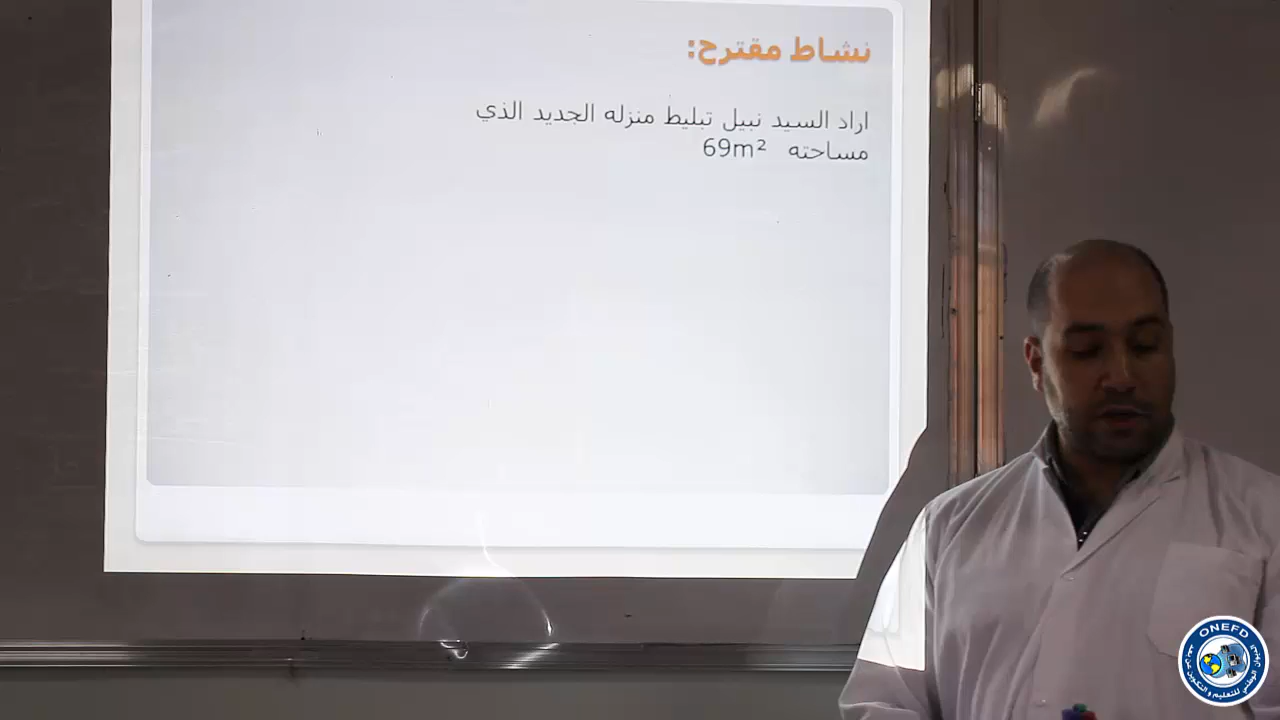 نشاط مقترح:
اراد السيد نبيل تبليط منزله الجديد الذي
مساحته 69m²
ONEFD